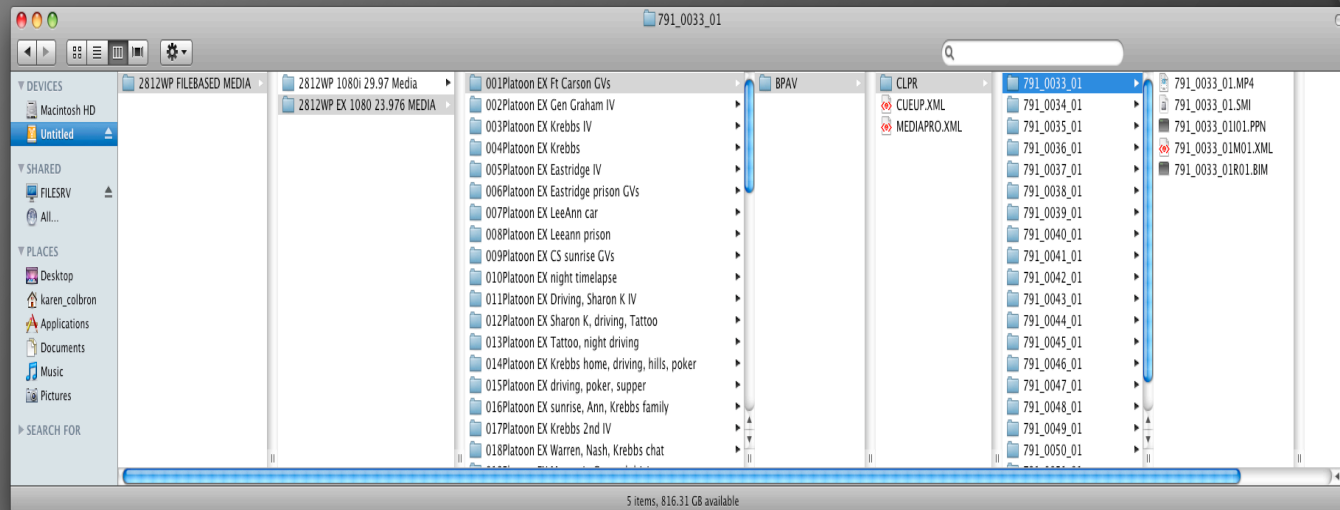 791_0033_01
DEVICES
Macintosh HD
Untitled
SHARED
FILESRV
All...
PLACES
Desktop
karen_colbron
Applications
Documents
Music
Pictures
SEARCH FOR
2812WP FILEBASED MEDIA
2812WP 1080i 29.97 Media
2812WP EX 1080 23.976 MEDIA
001Platoon EX Ft Carson GVs
002Platoon EX Gen Graham IV
003Platoon EX Krebbs IV
004Platoon EX Krebbs
005Platoon EX Eastridge IV
006Platoon EX Eastridge prison GVs
007Platoon EX LeeAnn car
008Platoon EX Leeann prison
009Platoon EX CS sunrise GVs
010Platoon EX night timelapse
011Platoon EX Driving, Sharon K IV
012Platoon EX Sharon K, driving, Tattoo
013Platoon EX Tattoo, night driving
014Platoon EX Krebbs home, driving, hills, poker
015Platoon EX driving, poker, supper
016Platoon EX sunrise, Ann, Krebbs family
017Platoon EX Krebbs 2nd IV
018Platoon EX Warren, Nash, Krebbs chat
BPAV
CLPR
CUEUP.XML
MEDIAPRO.XML
791_0033_01
791_0034_01
791_0035_01
791_0036_01
791_0037_01
791_0038_01
791_0039_01
791_0040_01
791_0041_01
791_0042_01
791_0043_01
791_0044_01
791_0045_01
791_0046_01
791_0047_01
791_0048_01
791_0049_01
791_0050_01
791_0033_01.MP4
791_0033_01.SMI
791_0033_01I01.PPN
791_0033_01M01.XML
791_0033_01R01.BIM
5 items, 816.31 GB available